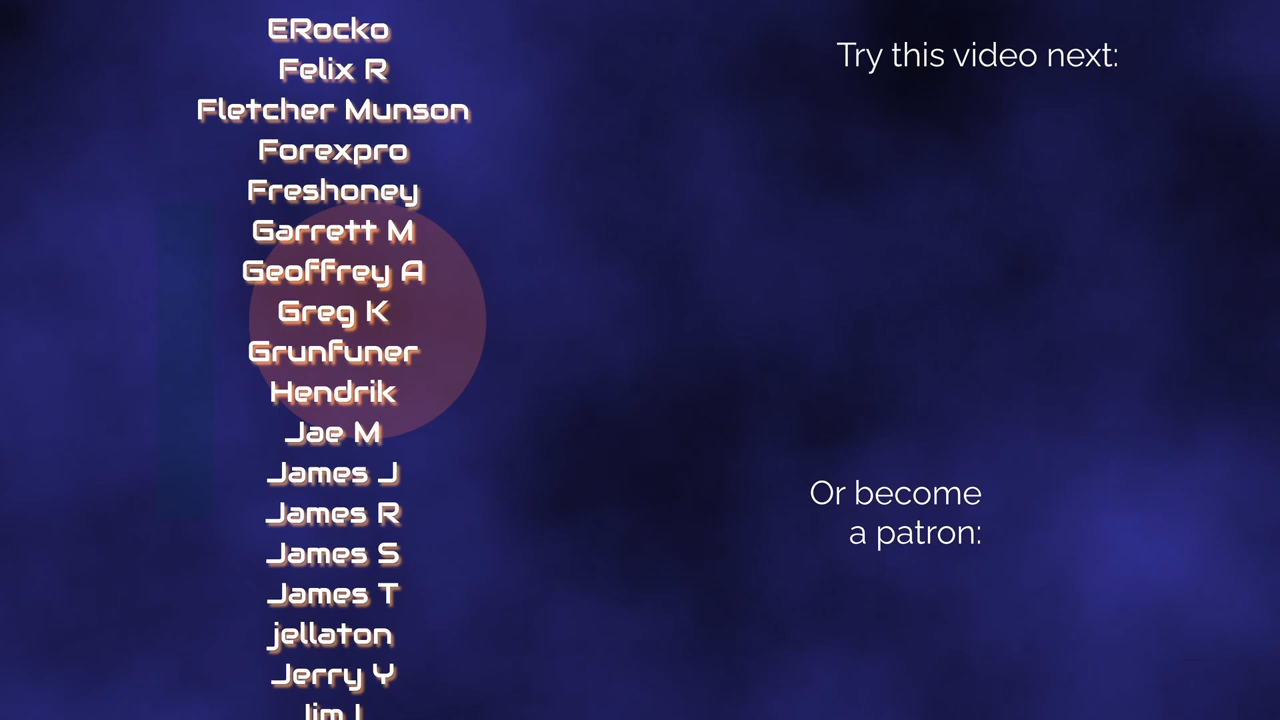 ERocko
Felix R
Fletcher Munson
Forexpro
Freshoney
Garrett M
Geoffrey A
Greg K
Grunfuner
Hendrik
Jae M
James J
James R
James S
James T
jellaton
Jerry Y
Try this video next:
Or become
a patron: